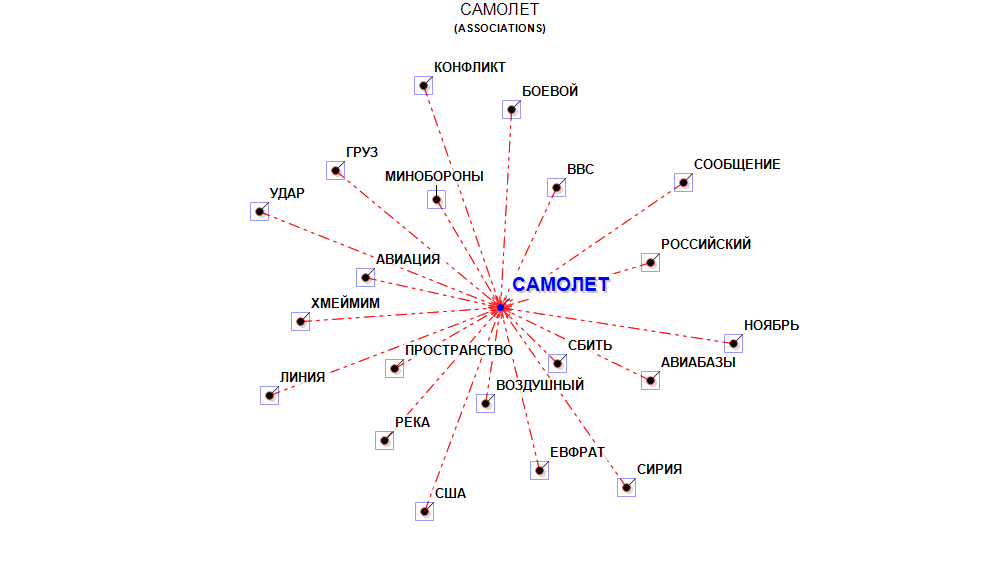 САМОЛЕТ
(ASSOCIATIONS)
КОНФЛИКТ
БОЕВОЙ
ГРУЗ
МИНОБОРОНЫ
ВВС
СООБЩЕНИЕ
УДАР
РОССИЙСКИЙ
АВИАЦИЯ
САМОЛЕТ
ХМЕЙМИМ
НОЯБРЬ
ПРОСТРАНСТВО
СБИТЬ
АВИАБАЗЫ
ЛИНИЯ
ВОЗДУШНЫЙ
РЕКА
ЕВФРАТ
СИРИЯ
США